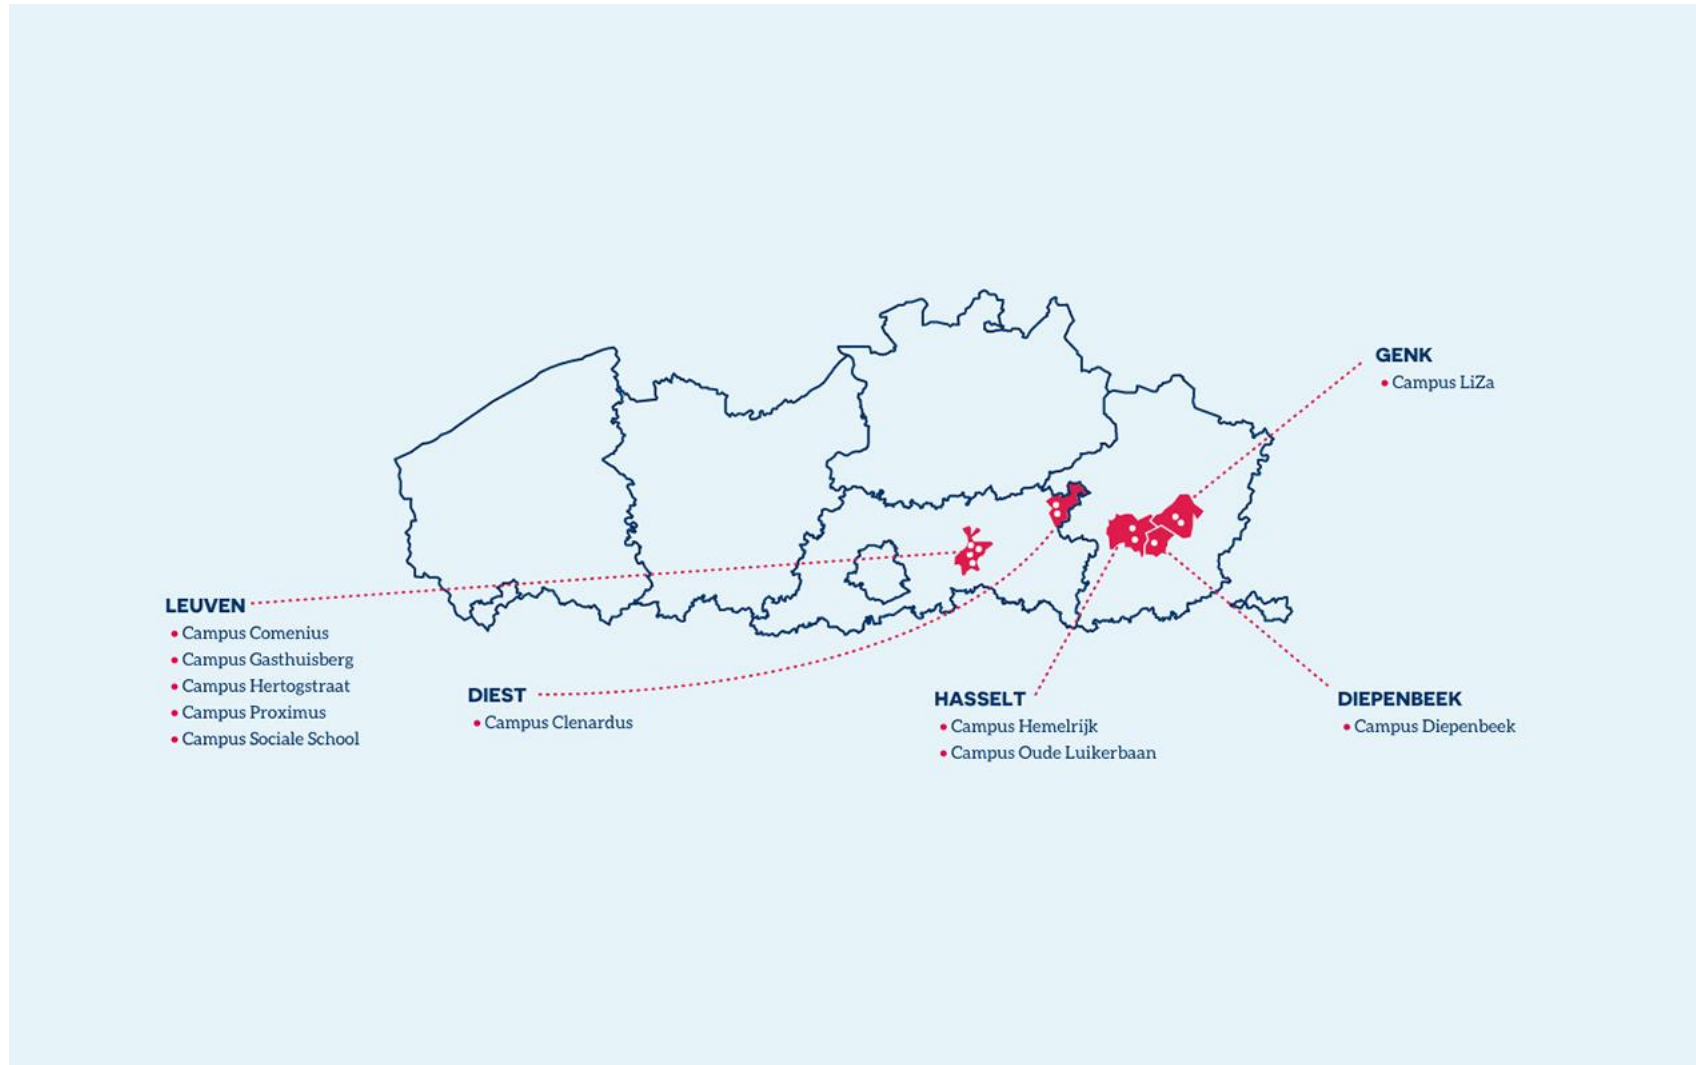 GENK
Campus LiZa
LEUVEN
Campus Comenius
Campus Gasthuisberg
Campus Hertogstraat
Campus Proximus
Campus Sociale School
DIEST
Campus Clenardus
HASSELT
Campus Hemelrijk
Campus Oude Luikerbaan
DIEPENBEEK
Campus Diepenbeek